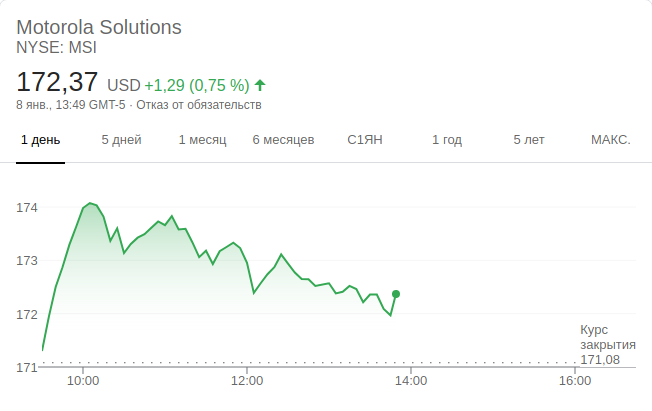 Motorola Solutions
NYSE: MSI
172,37 USD +1,29 (0,75 %)
8 янв., 13:49 GMT-5 · Отказ от обязательств
1 день 5 дней 1 месяц 6 месяцев С1ЯН 1 год 5 лет МАКС.
174
173
172
171
Курс
закрытия
171,08
10:00 12:00 14:00 16:00